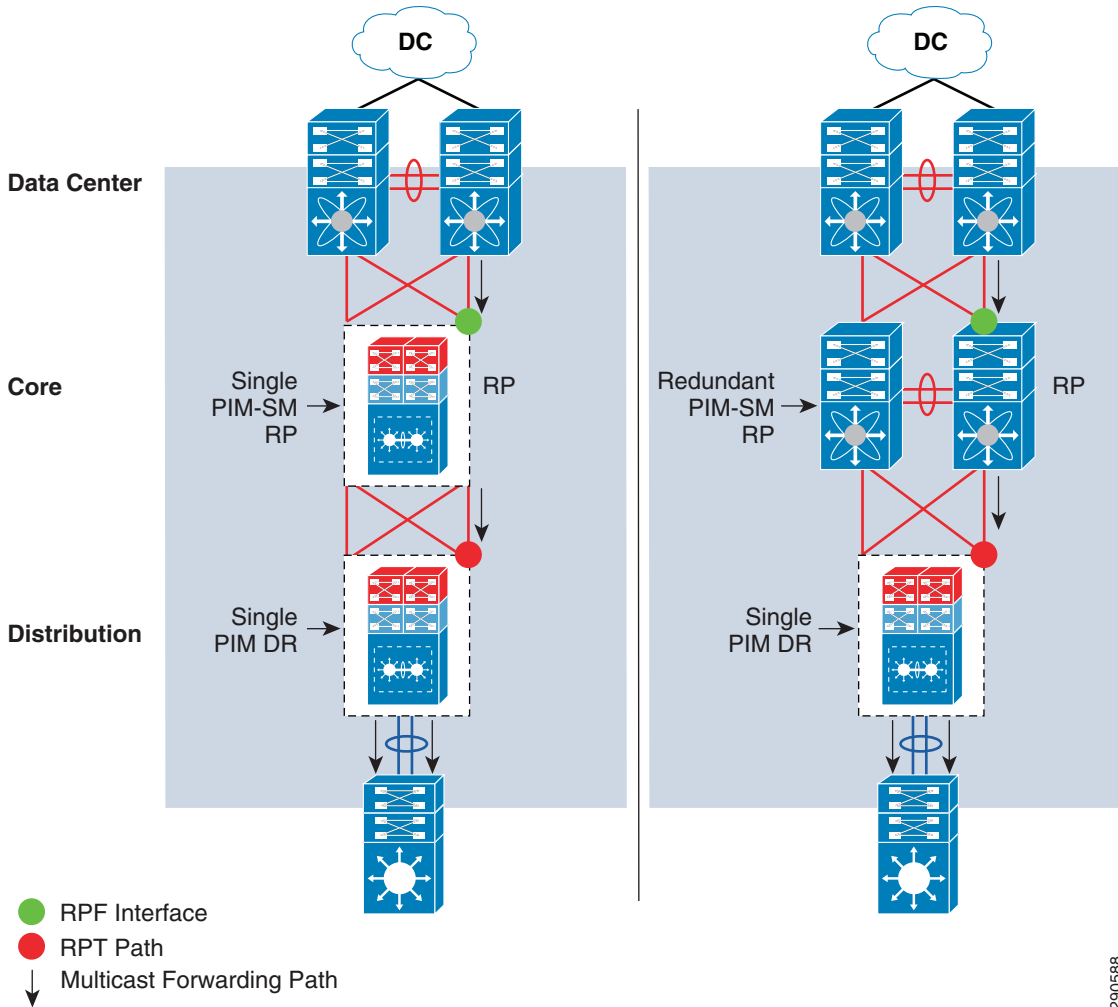 DC
DC
Data Center
Core
Single
PIM-SM
RP
RP
Redundant
PIM-SM
RP
RP
Distribution
Single
PIM DR
Single
PIM DR
RPF Interface
RPT Path
Multicast Forwarding Path
290588